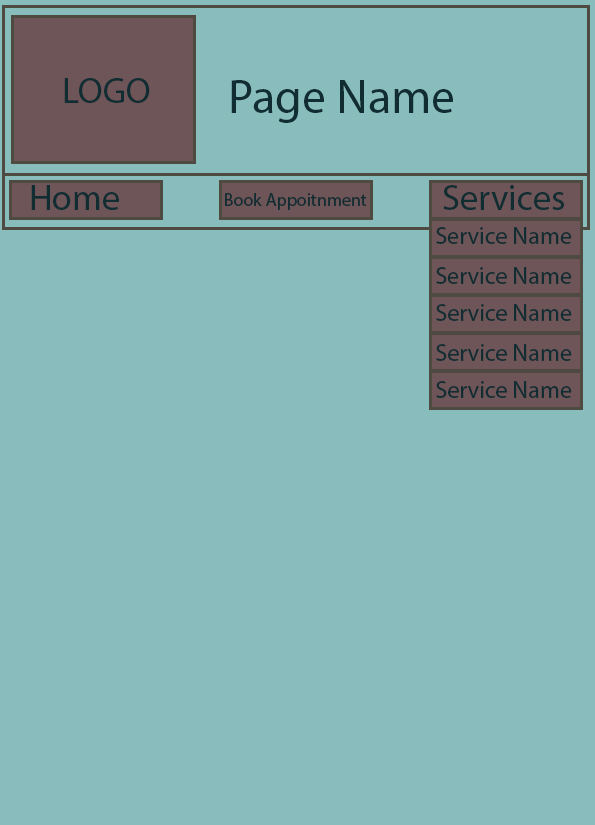 LOGO
Page Name
Home
Book Appoitnment
Services
Service Name
Service Name
Service Name
Service Name
Service Name